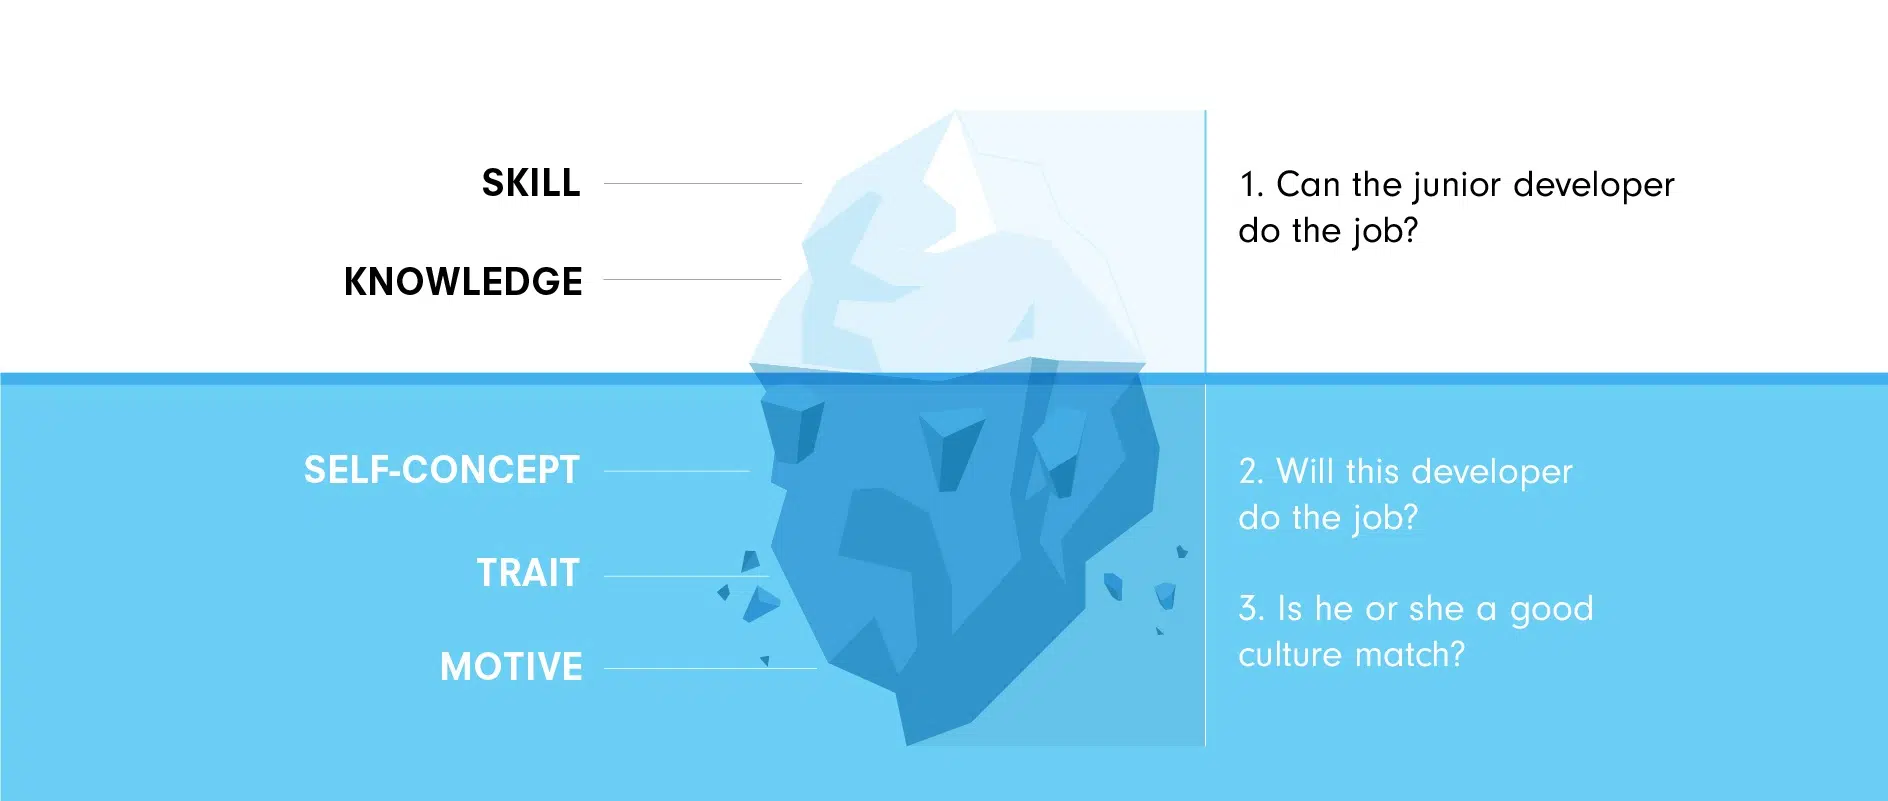 SKILL
KNOWLEDGE
1. Can the junior developer
do the job?
SELF-CONCEPT
TRAIT
MOTIVE
2. Will this developer
do the job?
3. Is he or she a good
culture match?